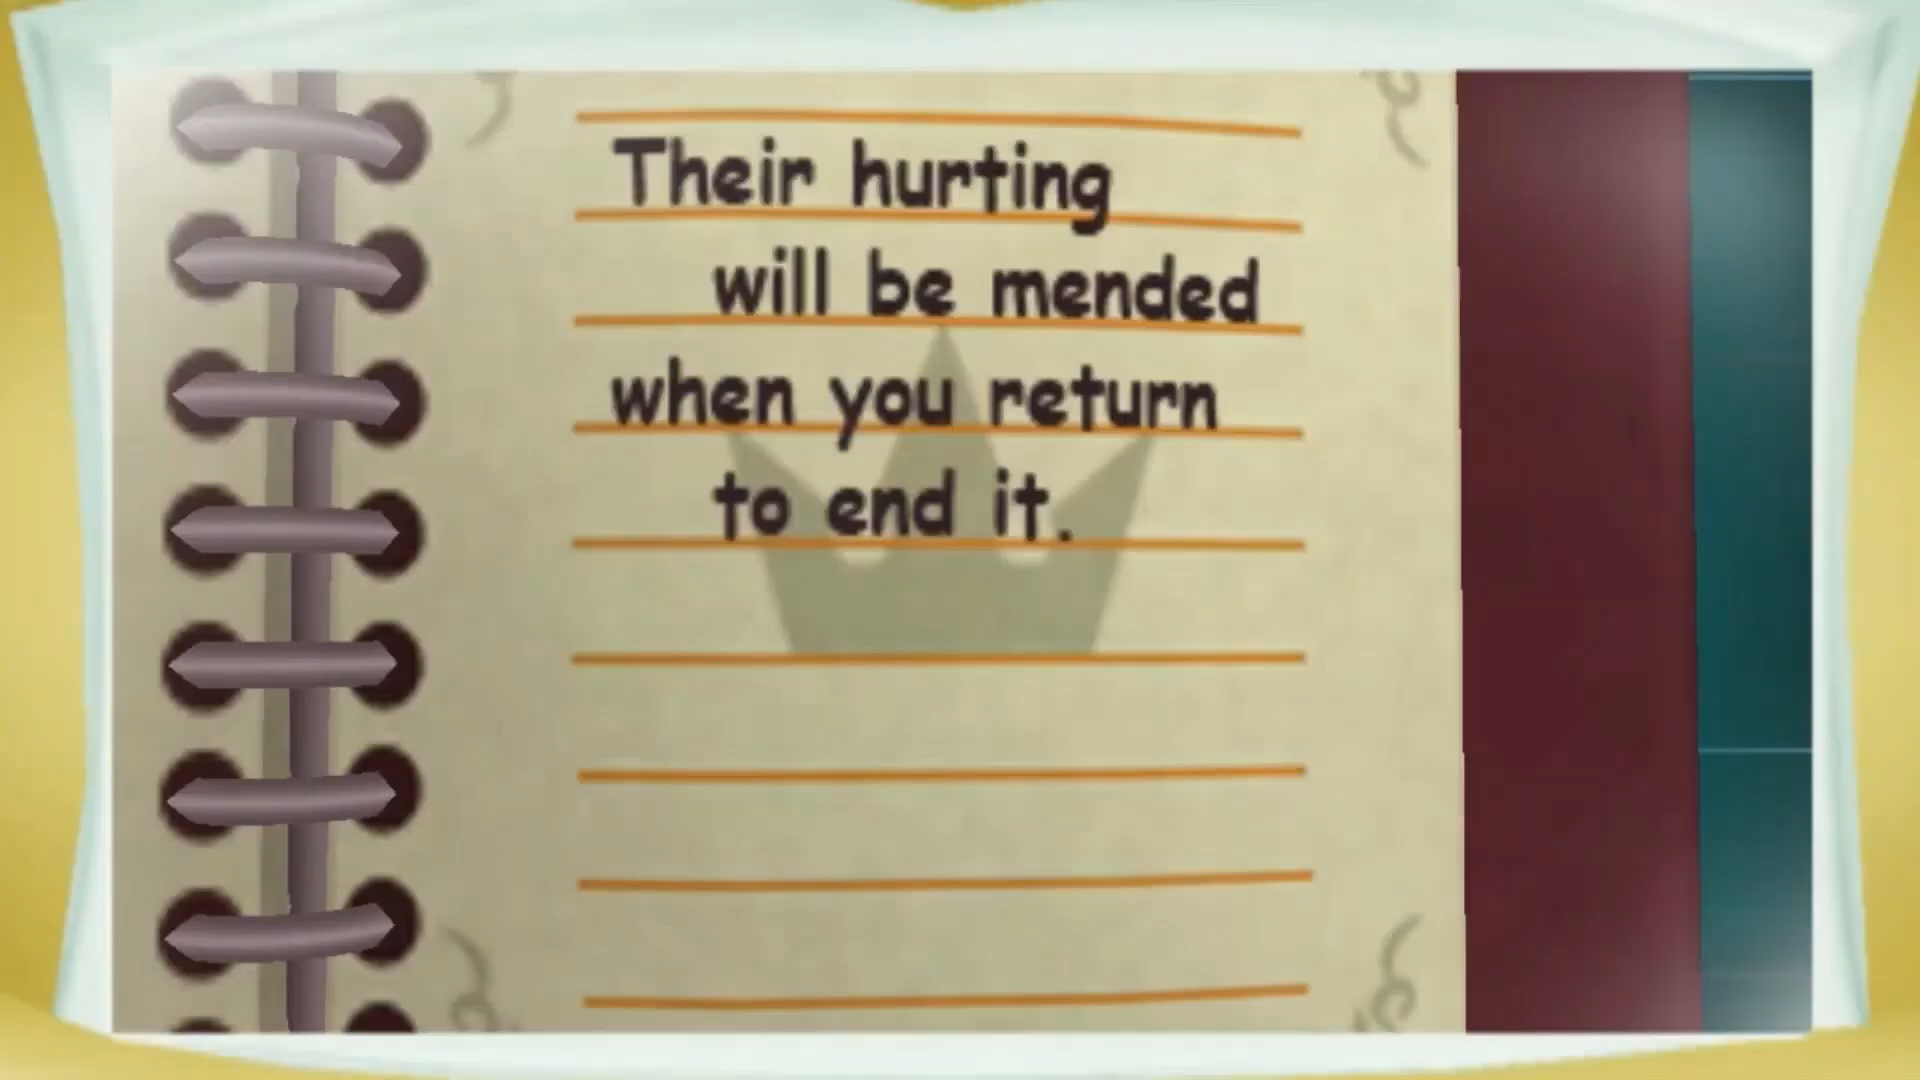 Their hurting
will be mended
when you return
to end it.